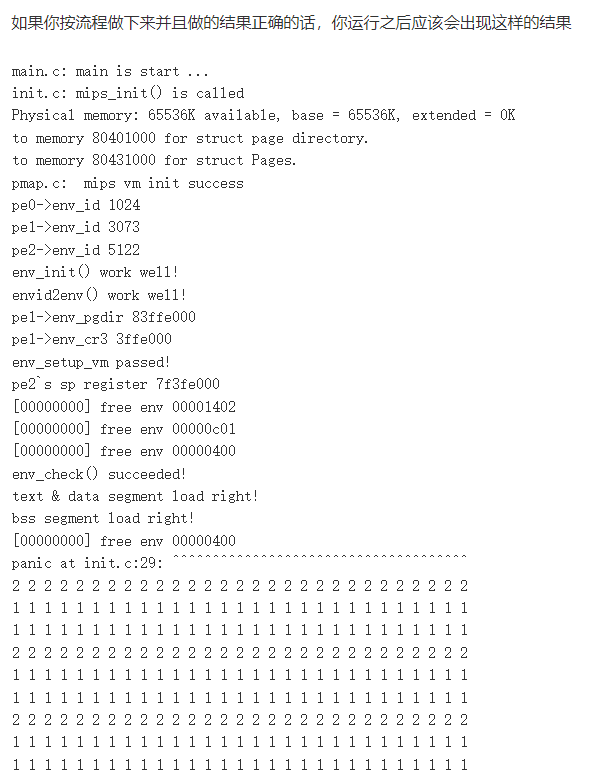 如果你按流程做下来并且做的结果正确的话，你运行之后应该会出现这样的结果
main.c: main is start ...
init.c: mips_init() is called
Physical memory: 65536K available, base = 65536K, extended = 0K
to memory 80401000 for struct page directory.
to memory 80431000 for struct Pages.
pmap.c:  mips vm init success
pe0->env_id 1024
pe1->env_id 3073
pe2->env_id 5122
env_init() work well!
envid2env() work well!
pe1->env_pgdir 83ffe000
pe1->env_cr3 3ffe000
env_setup_vm passed!
pe2`s sp register 7f3fe000
[00000000] free env 00001402
[00000000] free env 00000c01
[00000000] free env 00000400
env_check() succeeded!
text & data segment load right!
bss segment load right!
[00000000] free env 00000400
panic at init.c:29: ^^^^^^^^^^^^^^^^^^^^^^^^^^^^^^^^^^^^^
2 2 2 2 2 2 2 2 2 2 2 2 2 2 2 2 2 2 2 2 2 2 2 2 2 2 2 2 2
1 1 1 1 1 1 1 1 1 1 1 1 1 1 1 1 1 1 1 1 1 1 1 1 1 1 1 1 1
1 1 1 1 1 1 1 1 1 1 1 1 1 1 1 1 1 1 1 1 1 1 1 1 1 1 1 1 1
2 2 2 2 2 2 2 2 2 2 2 2 2 2 2 2 2 2 2 2 2 2 2 2 2 2 2 2 2
1 1 1 1 1 1 1 1 1 1 1 1 1 1 1 1 1 1 1 1 1 1 1 1 1 1 1 1 1
1 1 1 1 1 1 1 1 1 1 1 1 1 1 1 1 1 1 1 1 1 1 1 1 1 1 1 1 1
2 2 2 2 2 2 2 2 2 2 2 2 2 2 2 2 2 2 2 2 2 2 2 2 2 2 2 2 2
1 1 1 1 1 1 1 1 1 1 1 1 1 1 1 1 1 1 1 1 1 1 1 1 1 1 1 1 1
1 1 1 1 1 1 1 1 1 1 1 1 1 1 1 1 1 1 1 1 1 1 1 1 1 1 1 1 1